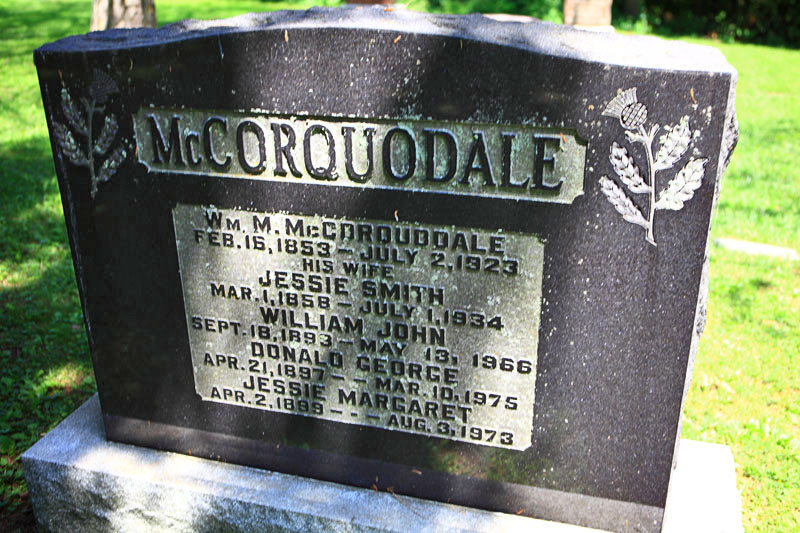 McCORQUODALE
WM. M. McCORQUODALE
FEB. 15, 1853 – JULY 2, 1923
HIS WIFE
JESSIE SMITH
MAR. 1, 1858 – JULY 1, 1934
WILLIAM JOHN
SEPT. 18, 1893 – MAY 13, 1966
DONALD GEORGE
APR. 21, 1897 – – MAR. 10, 1975
JESSIE MARGARET
APR. 2, 1899 – – – AUG. 3, 1973